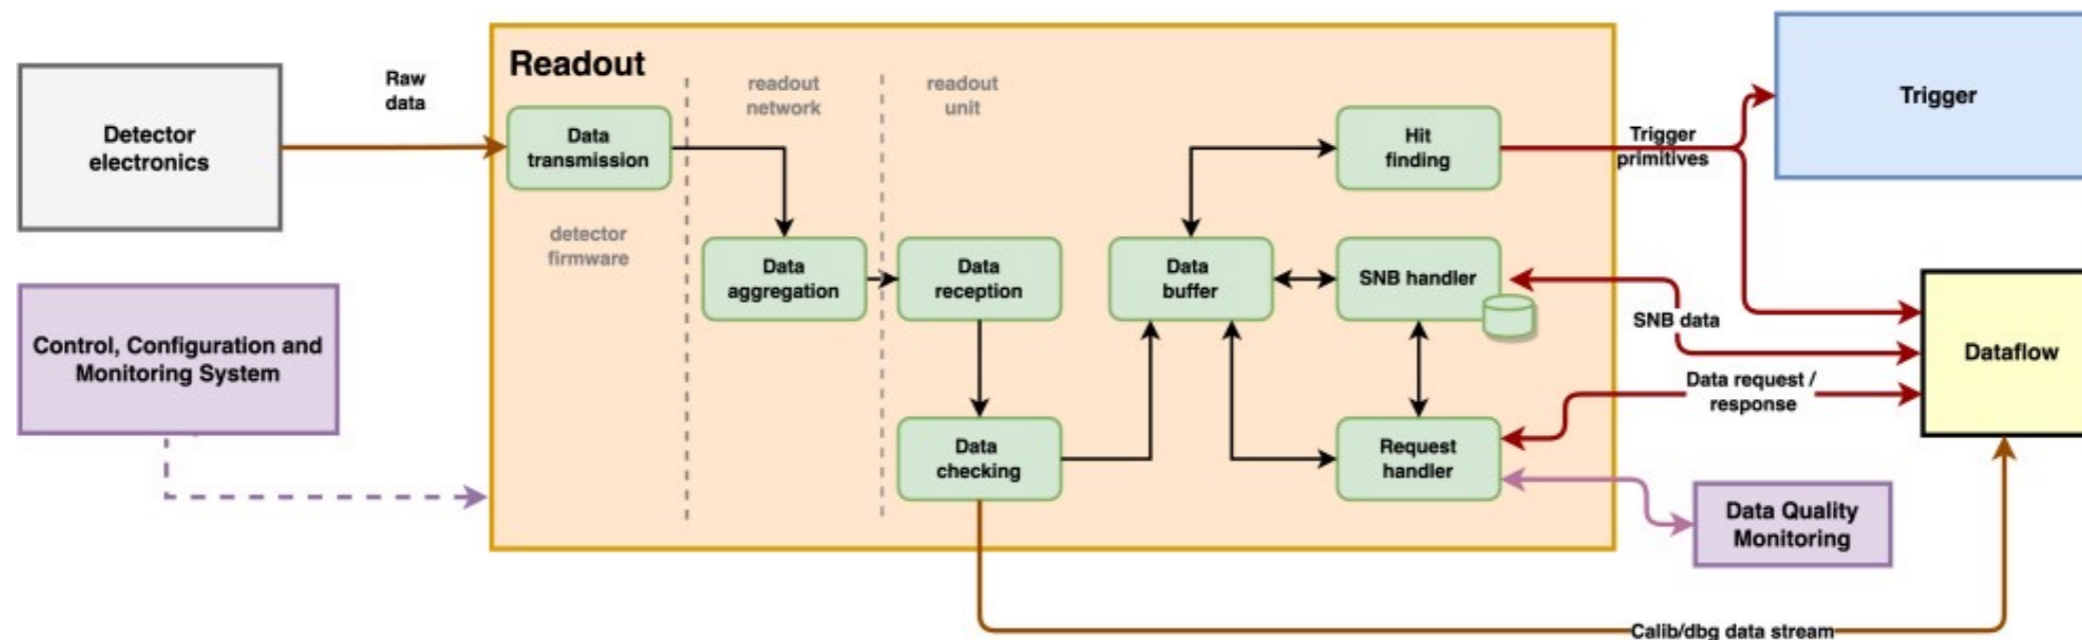 Readout
Raw
data
readout
network
readout
unit
Trigger
Detector
electronics
Data
transmission
Hit
finding
Trigger
primitives
detector
firmware
Data
aggregation
Data
reception
Data
buffer
SNB handler
SNB data
Control, Configuration and
Monitoring System
Dataflow
Data request /
response
Data
checking
Request
handler
Data Quality
Monitoring
Calib/dbg data stream